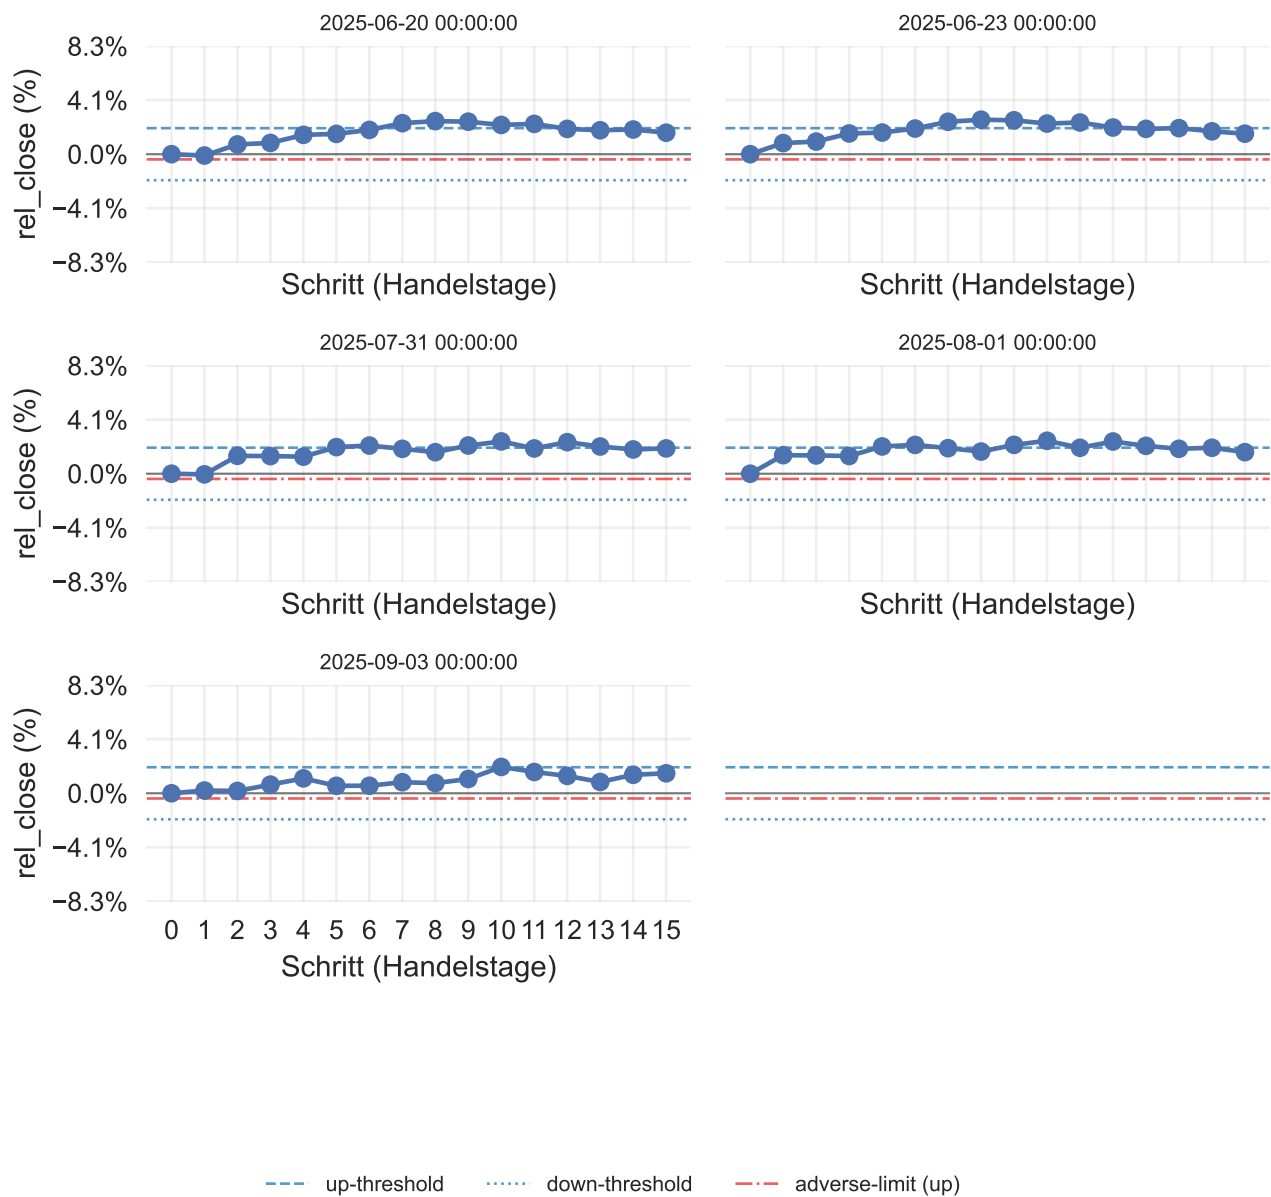 2025-06-20 00:00:00
8.3%
4.1%
0.0%
−4.1%
−8.3%
rel_close (%)
Schritt (Handelstage)
2025-06-23 00:00:00
Schritt (Handelstage)
2025-07-31 00:00:00
8.3%
4.1%
0.0%
−4.1%
−8.3%
rel_close (%)
Schritt (Handelstage)
2025-08-01 00:00:00
Schritt (Handelstage)
2025-09-03 00:00:00
8.3%
4.1%
0.0%
−4.1%
−8.3%
rel_close (%)
0 1 2 3 4 5 6 7 8 9 10 11 12 13 14 15
Schritt (Handelstage)
up-threshold down-threshold adverse-limit (up)